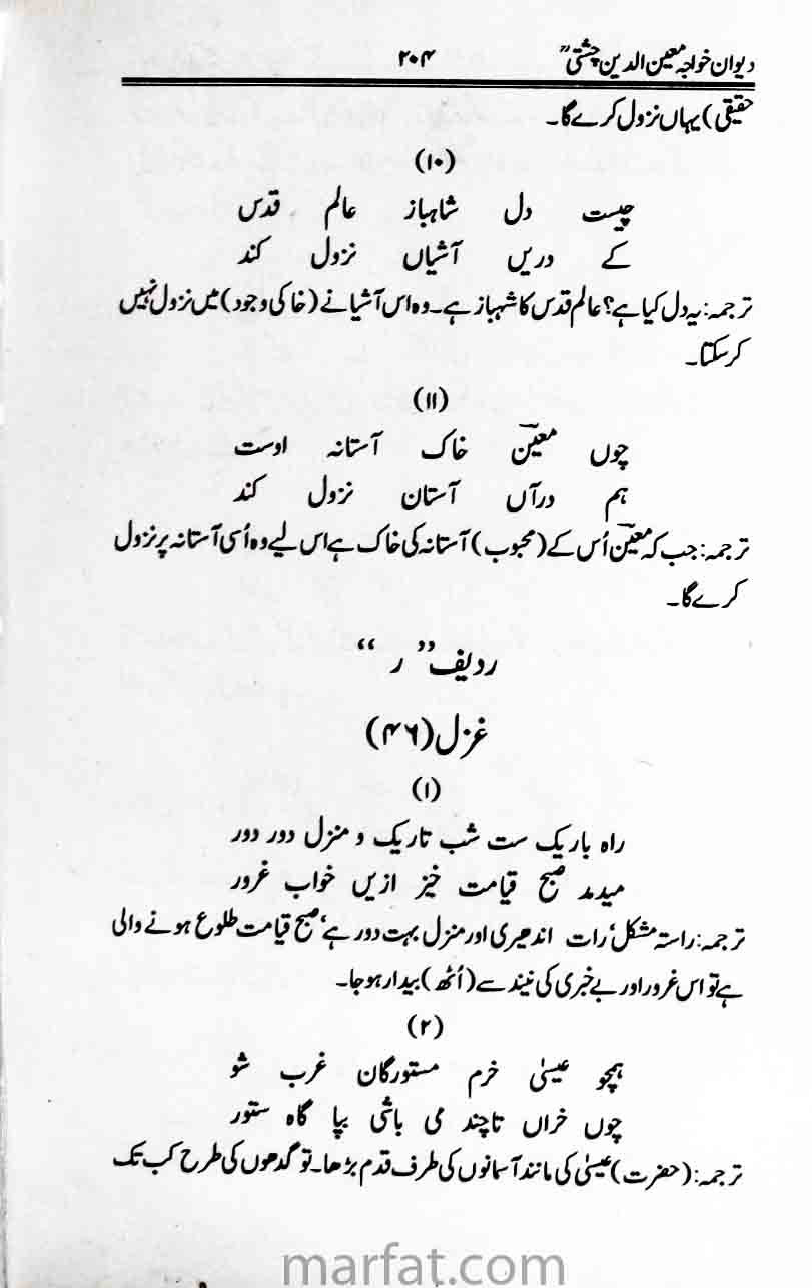 دیوان خواجہ معین الدین چشتیؒ ۲۰۴
حقیقی) یہاں نزول کرے گا۔
(۱۰)
چیست دل شاہباز عالم قدس
کے دریں آشیاں نزول کند
ترجمہ: یہ دل کیا ہے؟ عالم قدس کا شہباز ہے۔ وہ اس آشیانے (خاکی وجود) میں نزول نہیں
کرسکتا۔
(۱۱)
چوں معینؔ خاک آستانہ اوست
ہم درآں آستان نزول کند
ترجمہ: جب کہ معینؔ اُس کے (محبوب) آستانہ کی خاک ہے اس لیے وہ اُسی آستانہ پر نزول
کرے گا۔
ردیف ”ر“
غزل (۴۶)
(۱)
راہ باریک ست شب تاریک و منزل دور دور
میدمد صبح قیامت خیز ازیں خواب غرور
ترجمہ: راستہ مشکل‘ رات اندھیری اور منزل بہت دور ہے‘ صبح قیامت طلوع ہونے والی
ہے تو اس غرور اور بے خبری کی نیند سے (اُٹھ) بیدار ہوجا۔
(۲)
ہمچو عیسیٰ خرم مستورگان غرب شو
چوں خراں تاچند می باشی بپا گاہ ستور
ترجمہ: (حضرت) عیسیٰ کی مانند آسمانوں کی طرف قدم بڑھا۔ تو گدھوں کی طرح کب تک
marfat.com